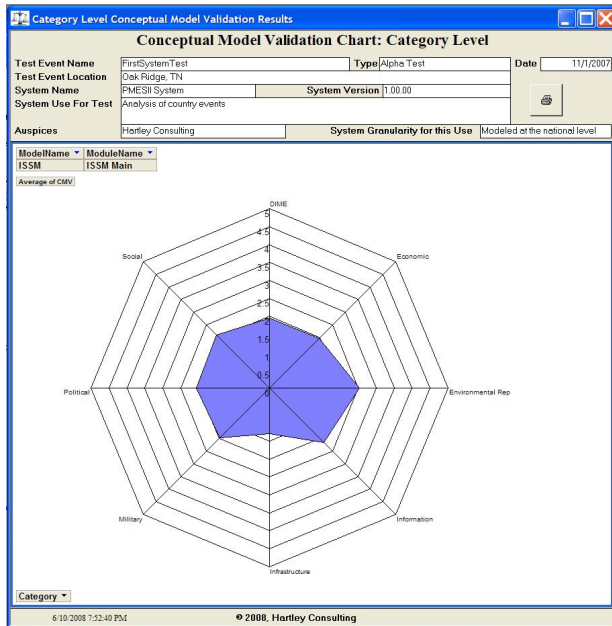 Category Level Conceptual Model Validation Results
Conceptual Model Validation Chart: Category Level
Test Event Name FirstSystemTest Type Alpha Test Date 11/1/2007
Test Event Location Oak Ridge, TN
System Name PMESII System System Version 1.00.00
System Use For Test Analysis of country events
Auspices Hartley Consulting System Granularity for this Use Modeled at the national level
ModelName ModuleName
ISSM ISSM Main
Average of CMV
DIME
5
4.5
Social Economic
4
3.5
3
2.5
2
1.5
1
0.5
Political 0 Environmental Rep
Military Information
Infrastructure
Category
6/10/2008 7:52:40 PM © 2008, Hartley Consulting